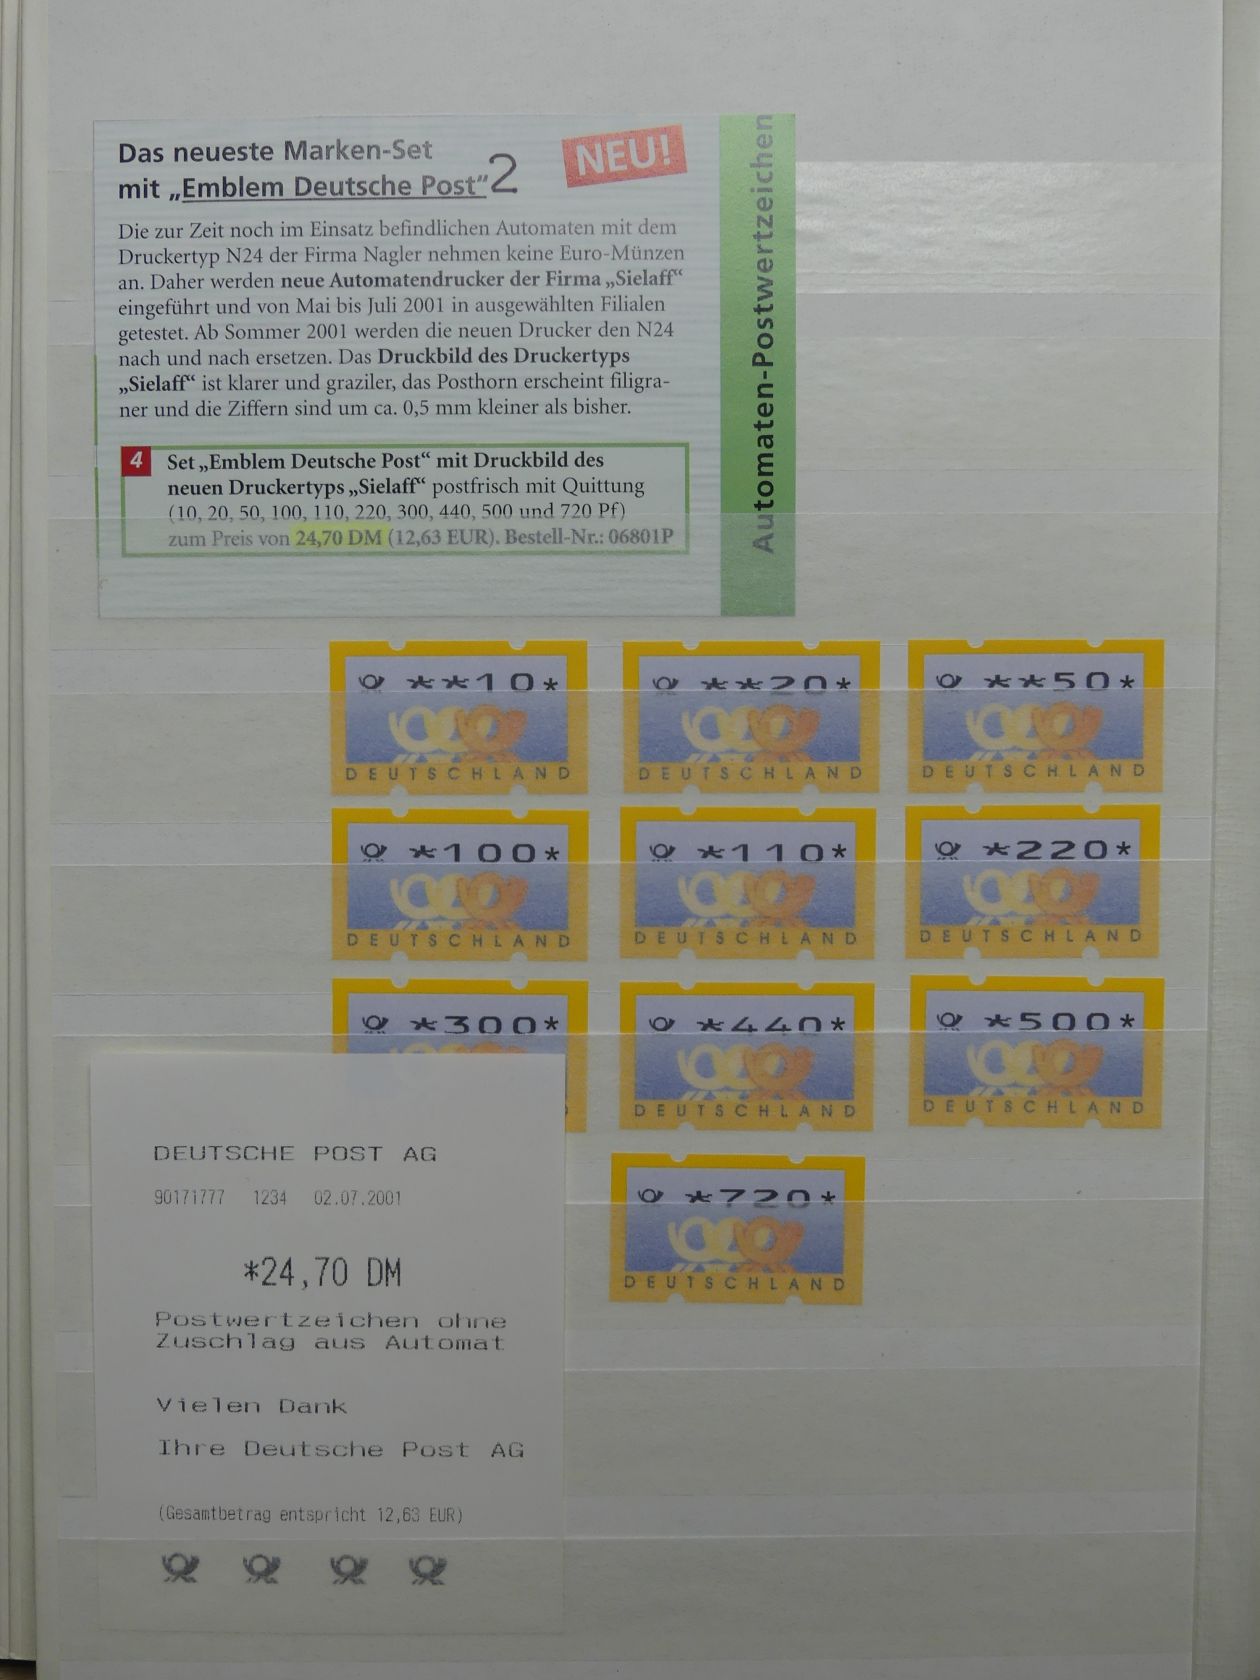 Das neueste Marken-Set
mit „Emblem Deutsche Post“ 2
NEU!
Die zur Zeit noch im Einsatz befindlichen Automaten mit dem
Druckertyp N24 der Firma Nagler nehmen keine Euro-Münzen
an. Daher werden neue Automatendrucker der Firma „Sielaff“
eingeführt und von Mai bis Juli 2001 in ausgewählten Filialen
getestet. Ab Sommer 2001 werden die neuen Drucker den N24
nach und nach ersetzen. Das Druckbild des Druckertyps
„Sielaff“ ist klarer und graziler, das Posthorn erscheint filigra-
ner und die Ziffern sind um ca. 0,5 mm kleiner als bisher.
4 Set „Emblem Deutsche Post“ mit Druckbild des
neuen Druckertyps „Sielaff“ postfrisch mit Quittung
(10, 20, 50, 100, 110, 220, 300, 440, 500 und 720 Pf)
zum Preis von 24,70 DM (12,63 EUR). Bestell-Nr.: 06801P
Automaten-Postwertzeichen
**10*
DEUTSCHLAND
**20*
DEUTSCHLAND
**50*
DEUTSCHLAND
*100*
DEUTSCHLAND
*110*
DEUTSCHLAND
*220*
DEUTSCHLAND
*300*
*440*
DEUTSCHLAND
*500*
DEUTSCHLAND
*720*
DEUTSCHLAND
DEUTSCHE POST AG
90171777 1234 02.07.2001
*24,70 DM
Postwertzeichen ohne
Zuschlag aus Automat
Vielen Dank
Ihre Deutsche Post AG
(Gesamtbetrag entspricht 12,63 EUR)